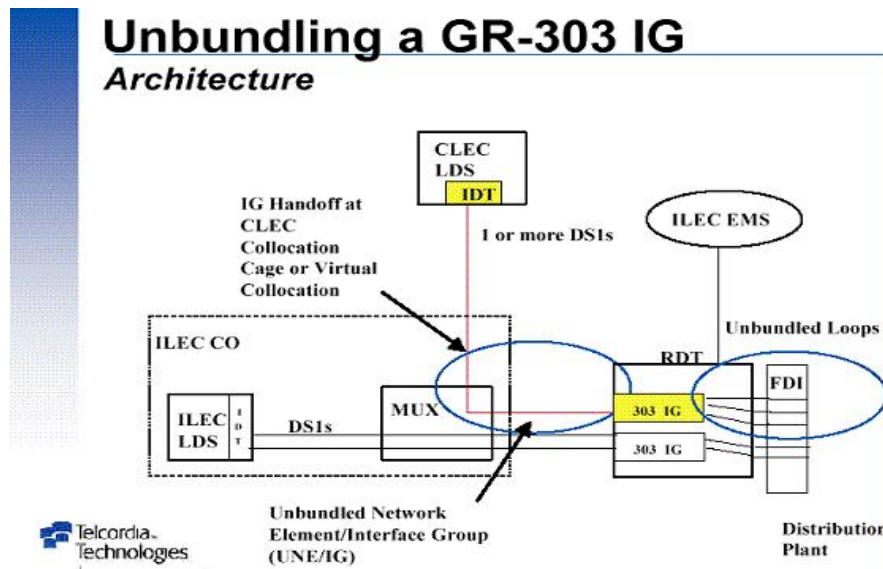 Unbundling a GR-303 IG
Architecture
CLEC
LDS
IDT
IG Handoff at
CLEC
Collocation
Cage or Virtual
Collocation
1 or more DS1s
ILEC EMS
Unbundled Loops
ILEC CO
RDT
FDI
MUX
303 IG
ILEC
LDS
I
D
T
DS1s
303 IG
Unbundled Network
Element/Interface Group
(UNE/IG)
Distribution
Plant
Telcordia™
Technologies